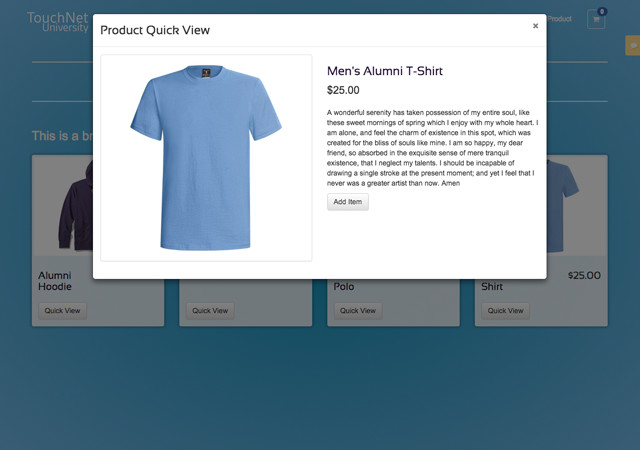 TouchNet
University
Product
0
Product Quick View
×
Men's Alumni T-Shirt
$25.00
A wonderful serenity has taken possession of my entire soul, like
these sweet mornings of spring which I enjoy with my whole heart. I
am alone, and feel the charm of existence in this spot, which was
created for the bliss of souls like mine. I am so happy, my dear
friend, so absorbed in the exquisite sense of mere tranquil
existence, that I neglect my talents. I should be incapable of
drawing a single stroke at the present moment; and yet I feel that I
never was a greater artist than now. Amen
Add Item
This is a br
Alumni
Hoodie
Polo
Shirt
$25.00
Quick View
Quick View
Quick View
Quick View